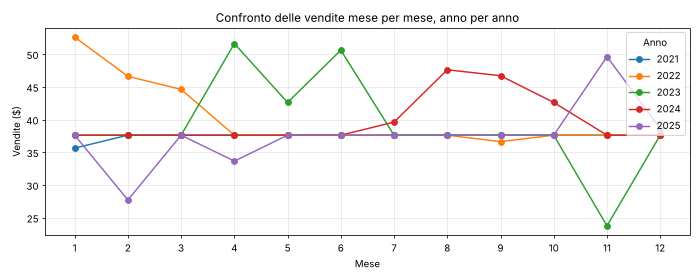 Confronto delle vendite mese per mese, anno per anno
Vendite ($)
50
45
40
35
30
25
Anno
2021
2022
2023
2024
2025
1 2 3 4 5 6 7 8 9 10 11 12
Mese